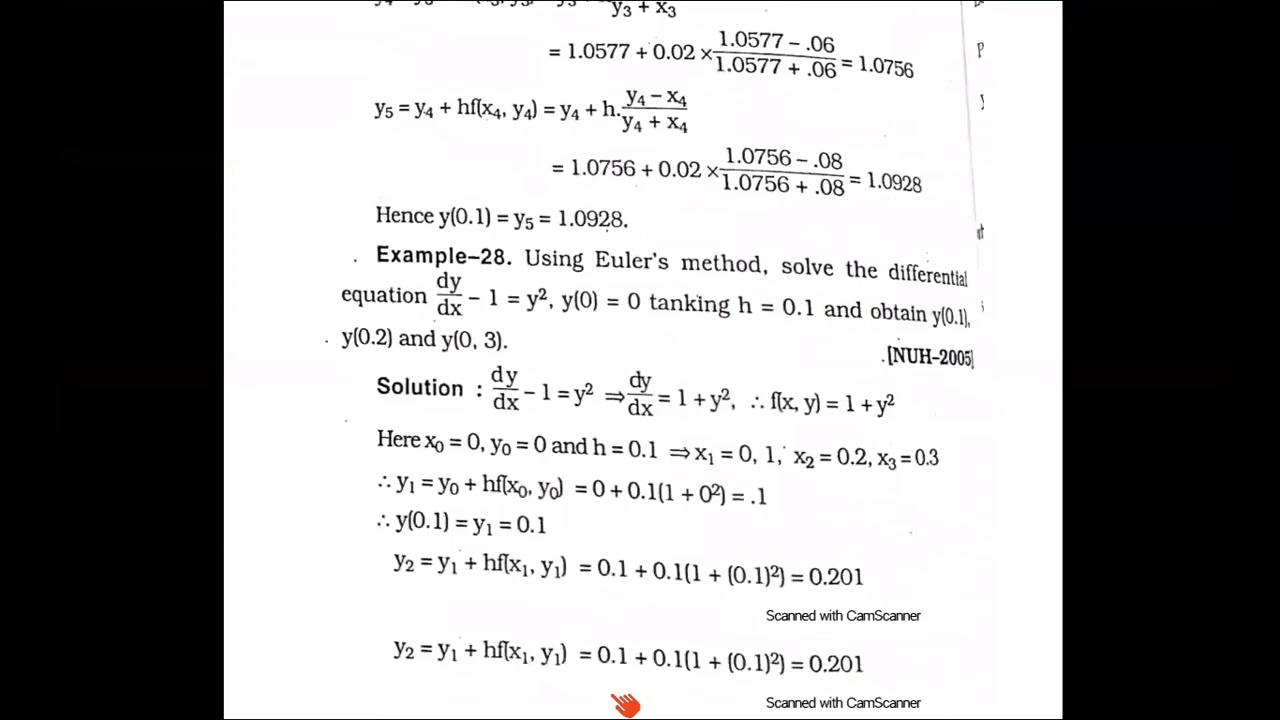 y₃ + x₃
= 1.0577 + 0.02 × (1.0577 − .06)/(1.0577 + .06) = 1.0756
y₅ = y₄ + hf(x₄, y₄) = y₄ + h. (y₄ − x₄)/(y₄ + x₄)
= 1.0756 + 0.02 × (1.0756 − .08)/(1.0756 + .08) = 1.0928
Hence y(0.1) = y₅ = 1.0928.
Example–28. Using Euler's method, solve the differential
equation dy/dx − 1 = y², y(0) = 0 tanking h = 0.1 and obtain y(0.1),
y(0.2) and y(0, 3).
[NUH–2005]
Solution : dy/dx − 1 = y² ⇒ dy/dx = 1 + y², ∴ f(x, y) = 1 + y²
Here x₀ = 0, y₀ = 0 and h = 0.1 ⇒ x₁ = 0, 1, x₂ = 0.2, x₃ = 0.3
∴ y₁ = y₀ + hf(x₀, y₀) = 0 + 0.1(1 + 0²) = .1
∴ y(0.1) = y₁ = 0.1
y₂ = y₁ + hf(x₁, y₁) = 0.1 + 0.1(1 + (0.1)²) = 0.201
Scanned with CamScanner
y₂ = y₁ + hf(x₁, y₁) = 0.1 + 0.1(1 + (0.1)²) = 0.201
Scanned with CamScanner